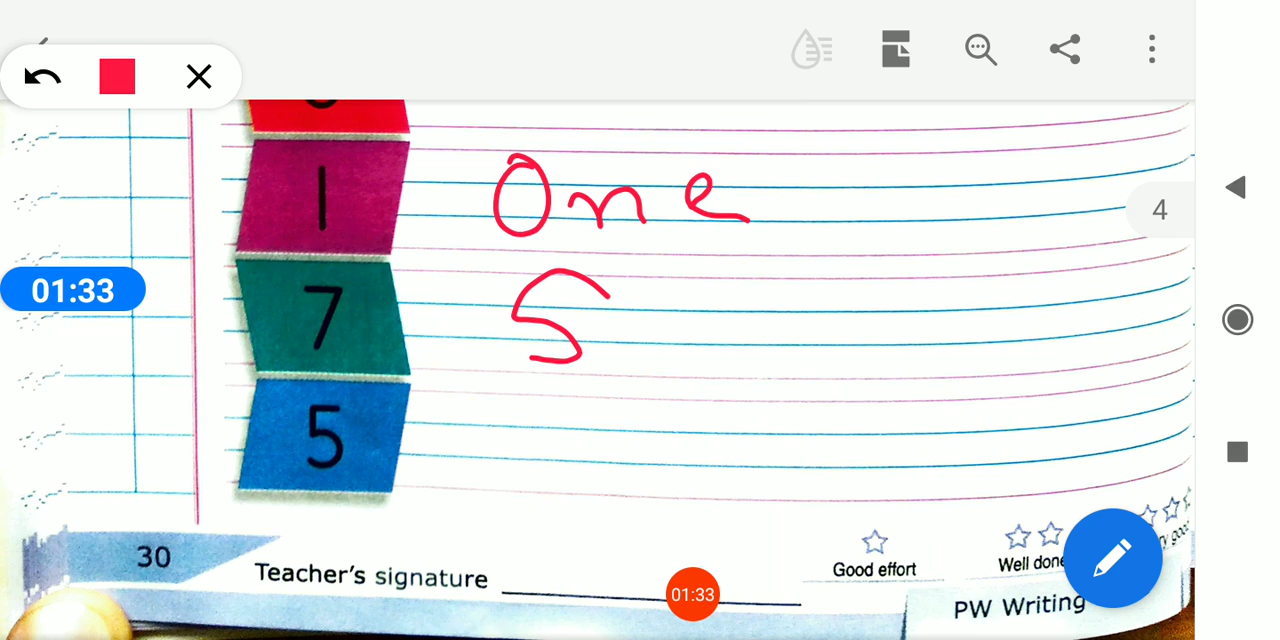 1 One
4
01:33
7 S
5
30
Teacher's signature
01:33
Good effort
Well done
PW Writing